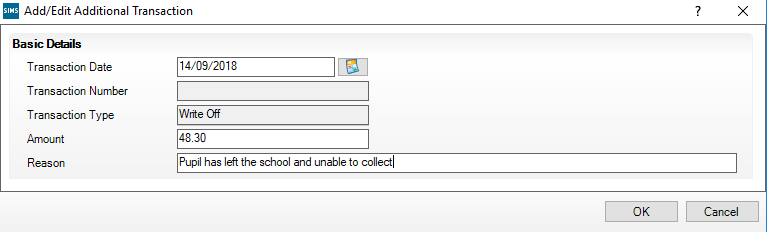 SIMS Add/Edit Additional Transaction ? X
Basic Details
Transaction Date 14/09/2018
Transaction Number
Transaction Type Write Off
Amount 48.30
Reason Pupil has left the school and unable to collect
OK Cancel